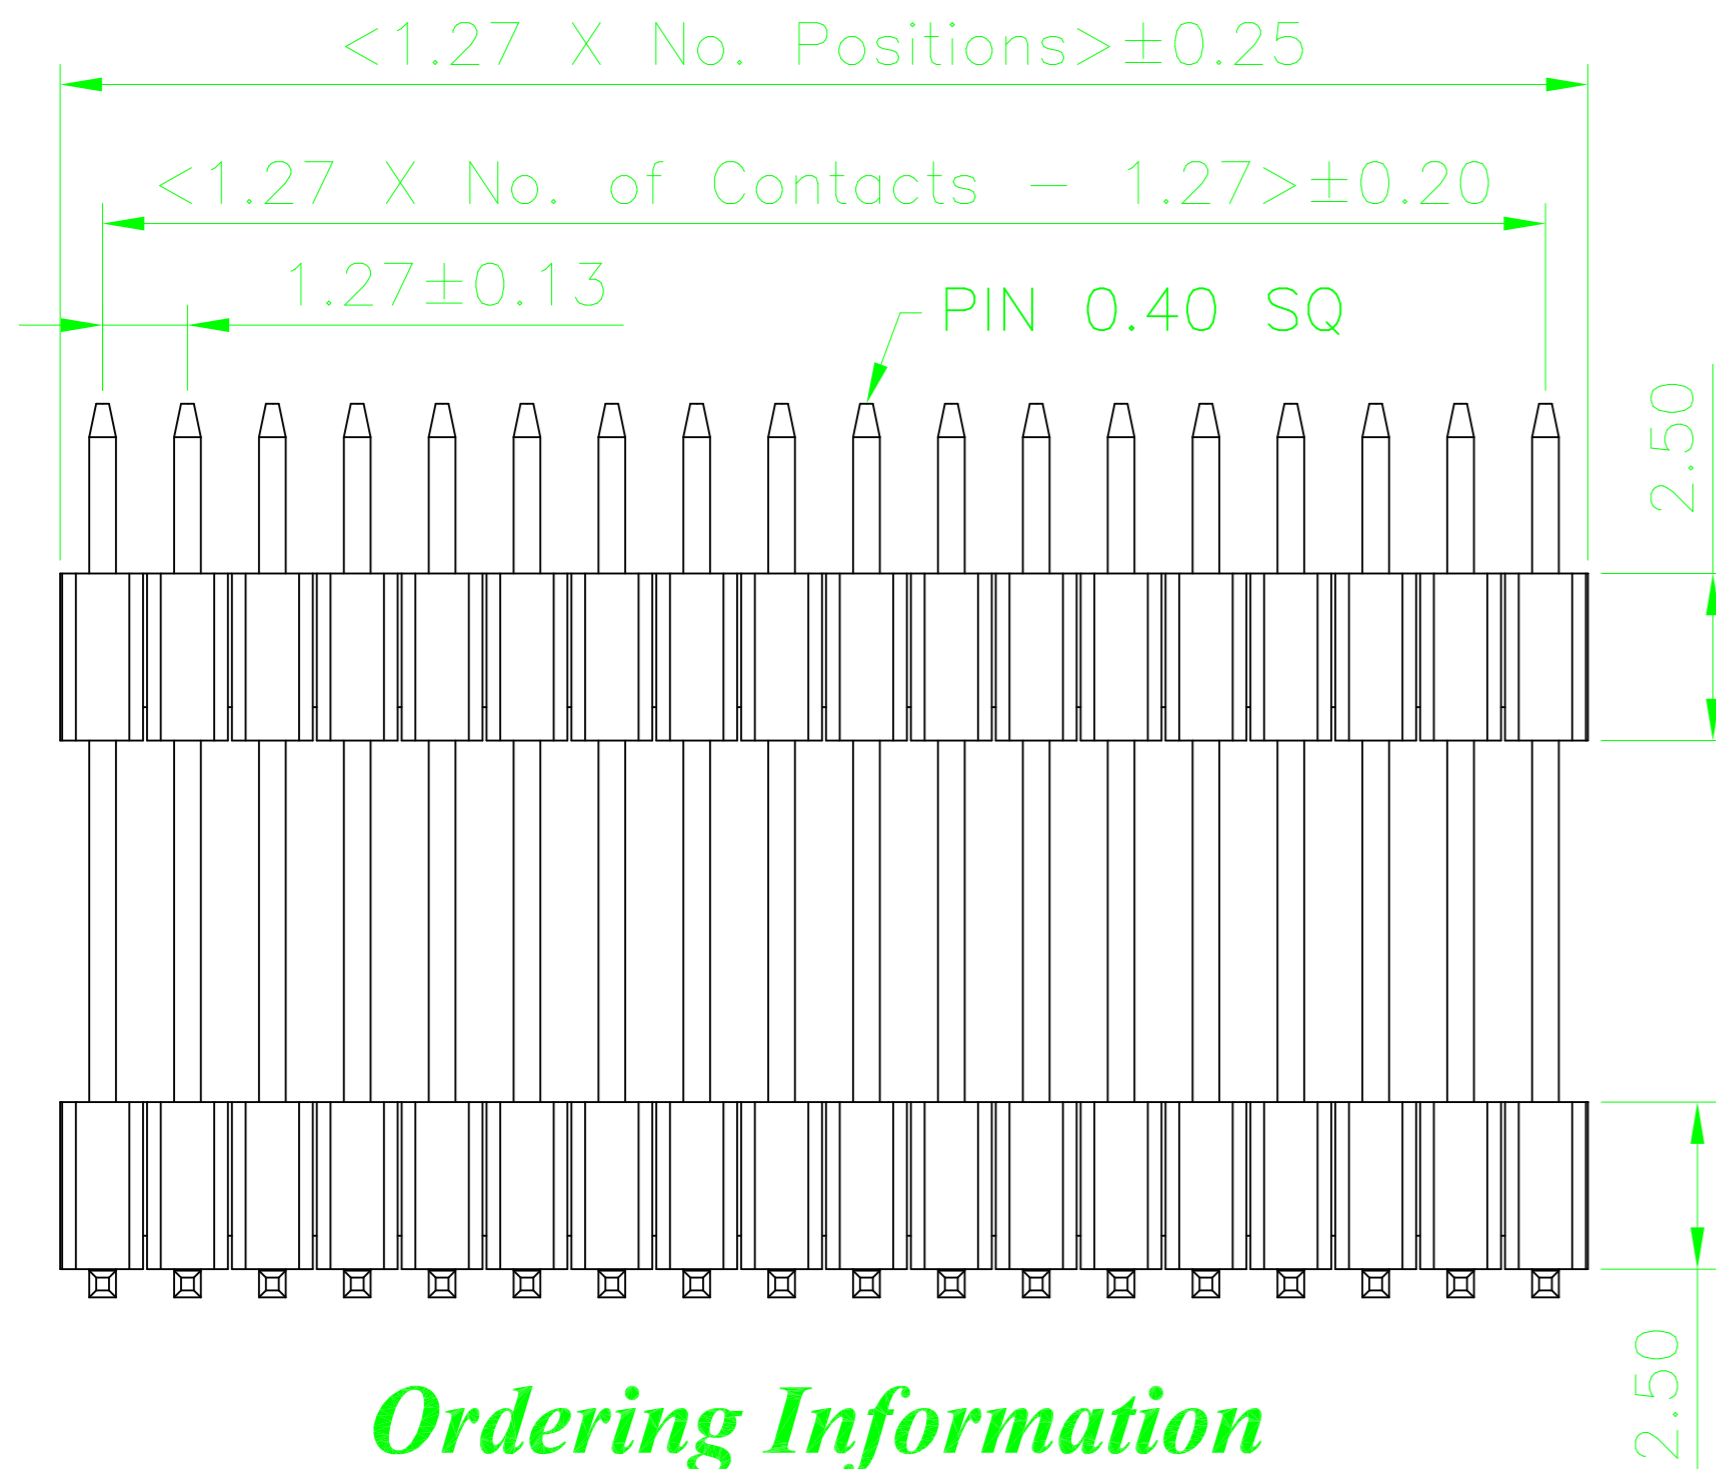 <1.27 X No. Positions>±0.25
<1.27 X No. of Contacts - 1.27>±0.20
1.27±0.13
PIN 0.40 SQ
2.50
2.50
Ordering Information